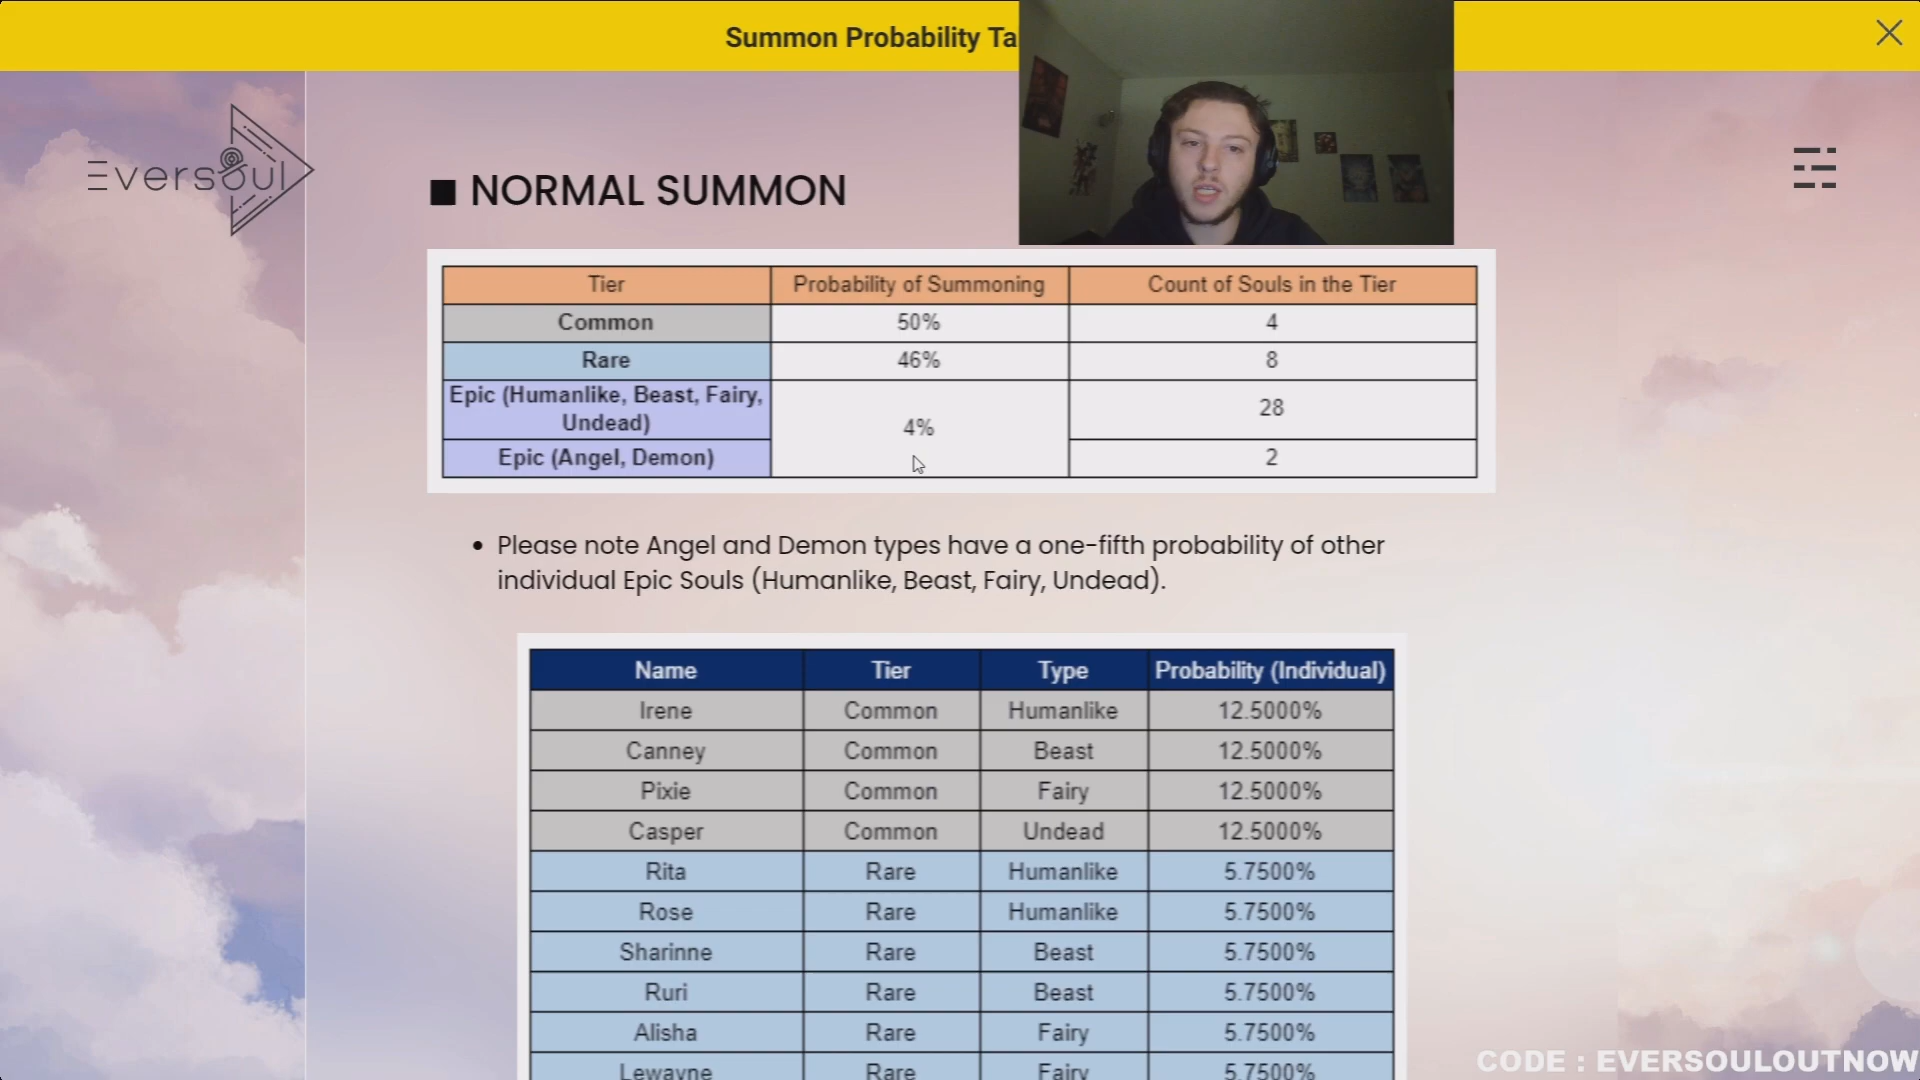 Summon Probability Ta
Eversoul
NORMAL SUMMON
Tier Probability of Summoning Count of Souls in the Tier
Common 50% 4
Rare 46% 8
Epic (Humanlike, Beast, Fairy,
Undead) 4% 28
Epic (Angel, Demon) 2
• Please note Angel and Demon types have a one-fifth probability of other
individual Epic Souls (Humanlike, Beast, Fairy, Undead).
Name Tier Type Probability (Individual)
Irene Common Humanlike 12.5000%
Canney Common Beast 12.5000%
Pixie Common Fairy 12.5000%
Casper Common Undead 12.5000%
Rita Rare Humanlike 5.7500%
Rose Rare Humanlike 5.7500%
Sharinne Rare Beast 5.7500%
Ruri Rare Beast 5.7500%
Alisha Rare Fairy 5.7500%
Lewayne Rare Fairy 5.7500%
CODE : EVERSOULOUTNOW